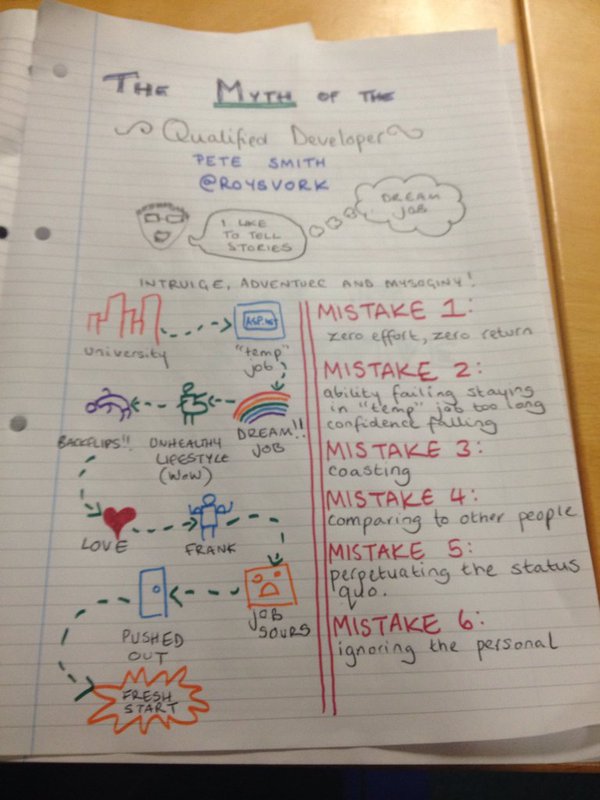 THE MYTH OF THE
Qualified Developer
PETE SMITH
@ROYSVORK
I LIKE
TO TELL
STORIES
DREAM
JOB
INTRUIGE, ADVENTURE AND MYSOGINY!
university
ASP.net
"temp"
job
DREAM!!
JOB
UNHEALTHY
LIFESTYLE
(WoW)
BACKFLIPS!!
LOVE
FRANK
JOB
SOURS
PUSHED
OUT
FRESH
START
MISTAKE 1:
zero effort, zero return
MISTAKE 2:
ability failing staying
in "temp" job too long
confidence falling
MISTAKE 3:
coasting
MISTAKE 4:
comparing to other people
MISTAKE 5:
perpetuating the status
quo.
MISTAKE 6:
ignoring the personal